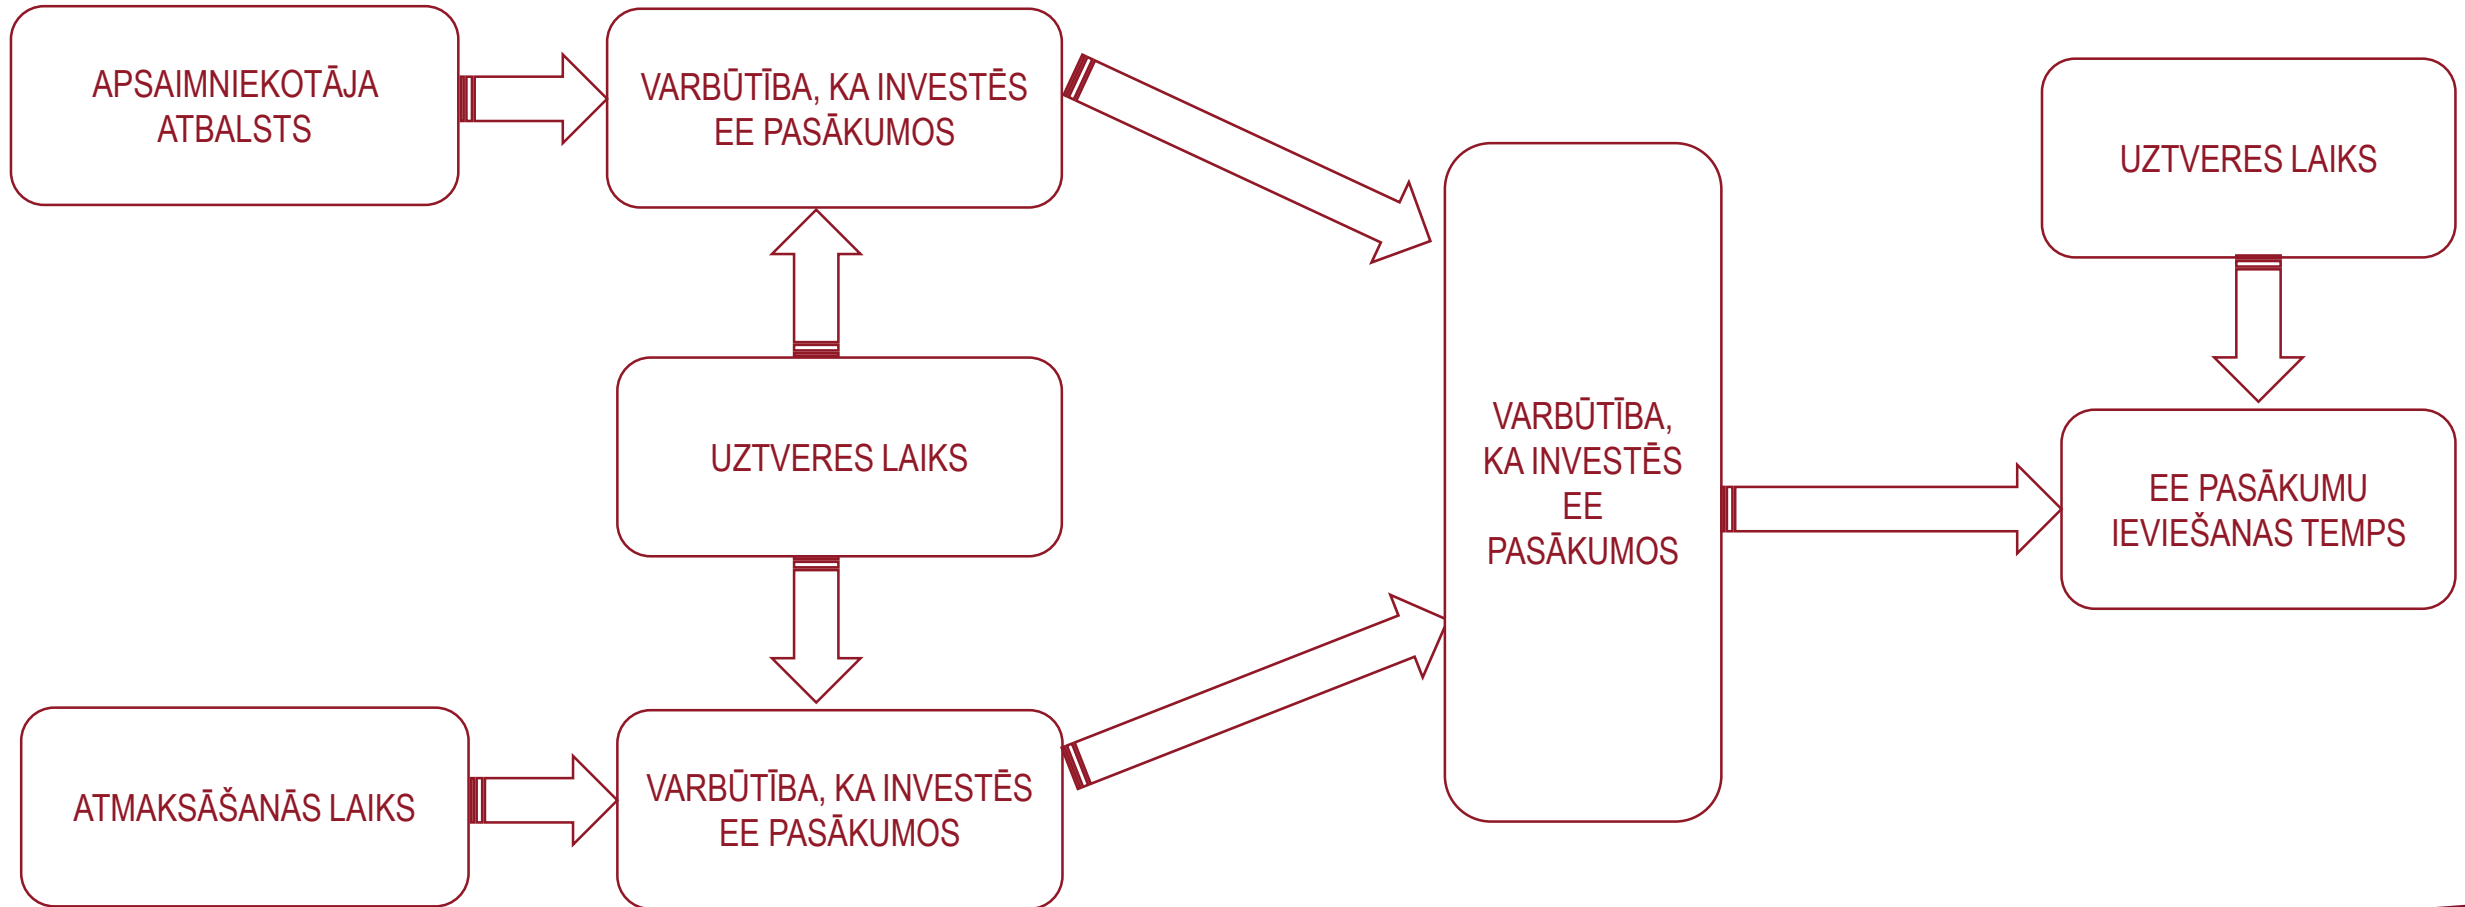 APSAIMNIEKOTĀJA
ATBALSTS
VARBŪTĪBA, KA INVESTĒS
EE PASĀKUMOS
UZTVERES LAIKS
UZTVERES LAIKS
VARBŪTĪBA,
KA INVESTĒS
EE
PASĀKUMOS
EE PASĀKUMU
IEVIEŠANAS TEMPS
ATMAKSĀŠANĀS LAIKS
VARBŪTĪBA, KA INVESTĒS
EE PASĀKUMOS